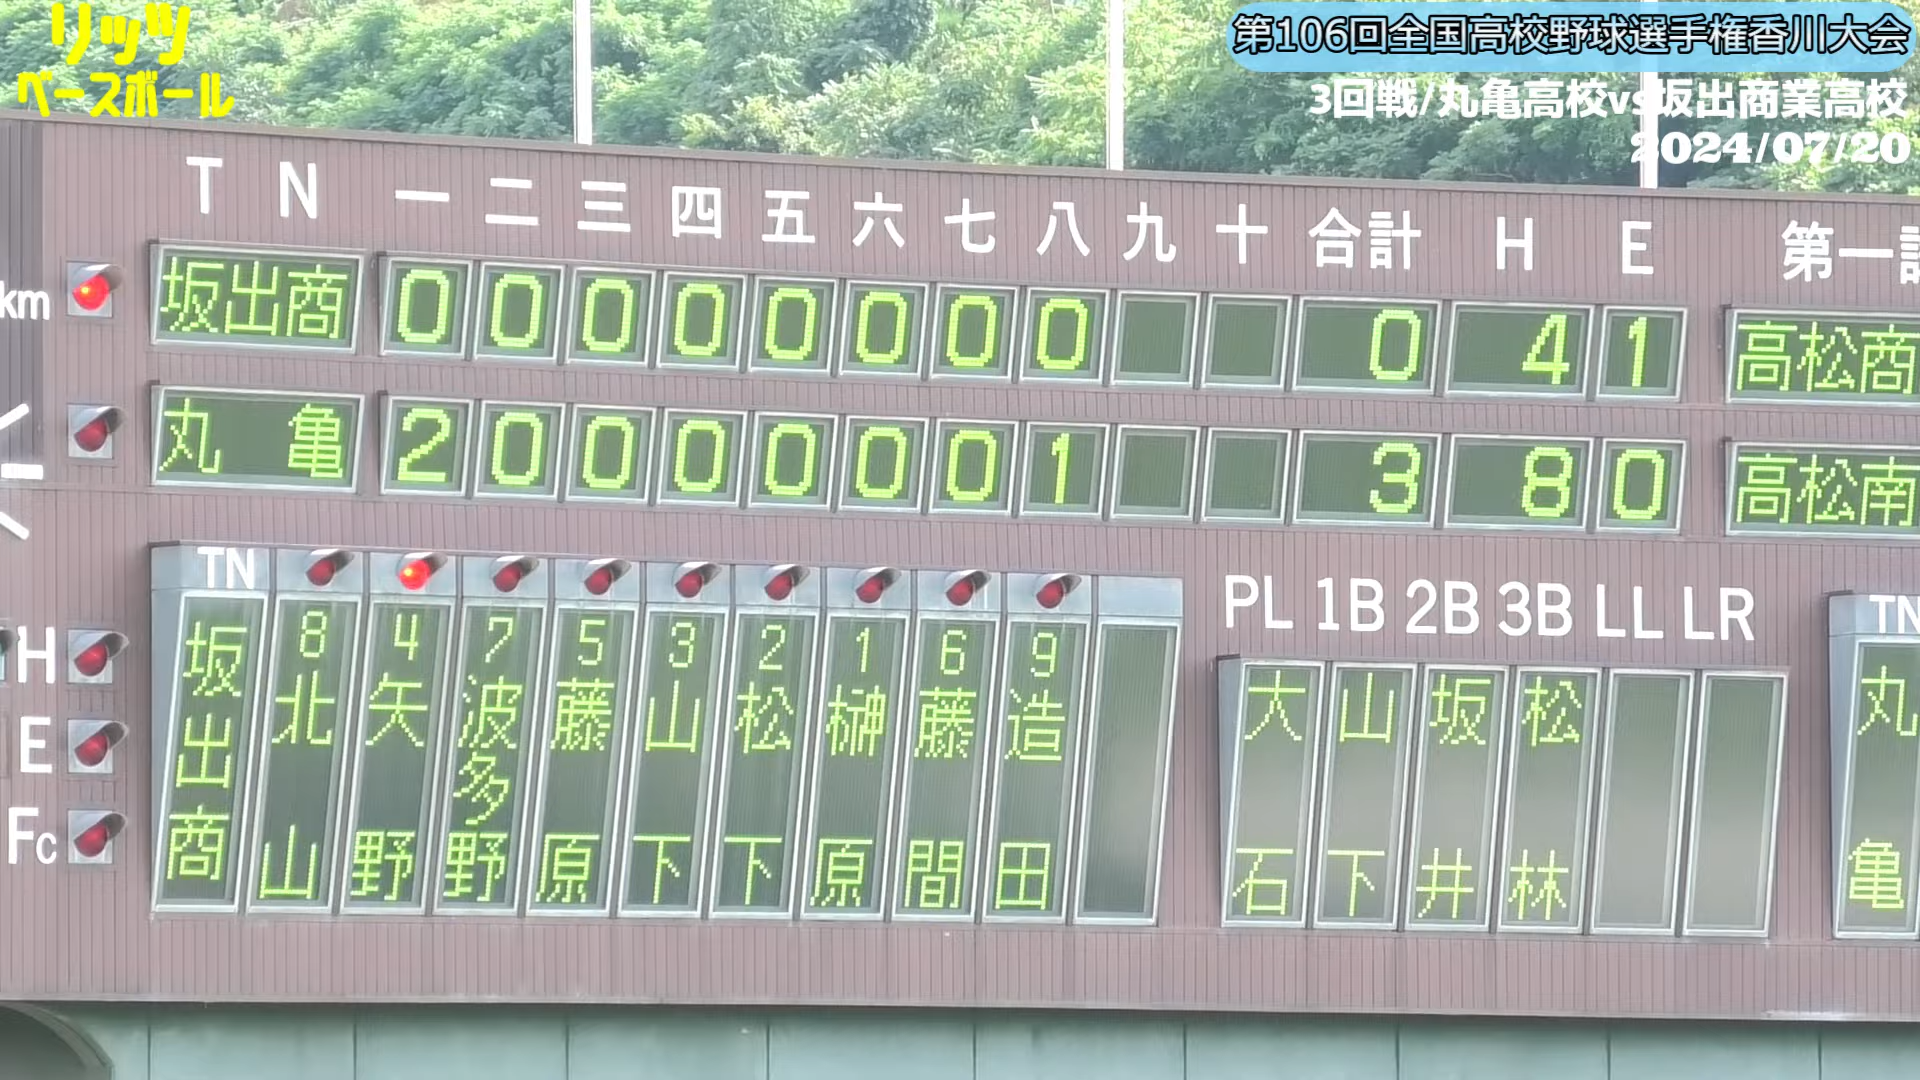 リッツ
ベースボール
第106回全国高校野球選手権香川大会
3回戦/丸亀高校vs坂出商業高校
2024/07/20
T N 一 二 三 四 五 六 七 八 九 十 合計 H E 第一
km 坂出商 0 0 0 0 0 0 0 0 0 4 1 高松商
丸亀 2 0 0 0 0 0 0 1 3 8 0 高松南
TN
坂出商
8 北山
4 矢野
7 波多野
5 藤原
3 山下
2 松下
1 榊原
6 藤間
9 造田
H
E
Fc
PL 1B 2B 3B LL LR
大石
山下
坂井
松林
TN
丸亀